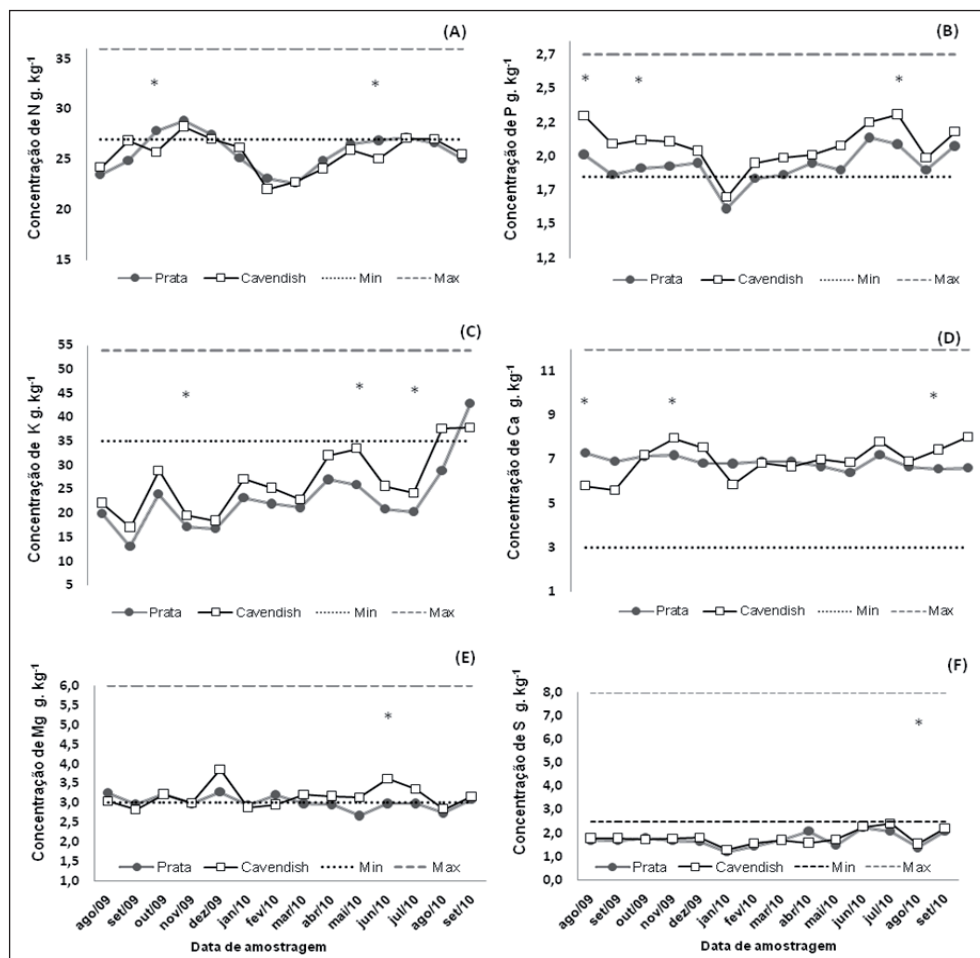 (A)
Concentração de N g. kg-1
35
30
25
20
15
Prata Cavendish Min Max
*
*
(B)
Concentração de P g. kg-1
2,7
2,2
2,0
1,7
1,5
1,2
Prata Cavendish Min Max
*
*
*
(C)
Concentração de K g. kg-1
55
50
45
40
35
30
25
20
15
10
5
Prata Cavendish Min Max
*
*
*
(D)
Concentração de Ca g. kg-1
11
9
7
5
3
1
Prata Cavendish Min Max
*
*
*
(E)
Concentração de Mg g. kg-1
6,0
5,5
5,0
4,5
4,0
3,5
3,0
2,5
2,0
1,5
1,0
Prata Cavendish Min Max
*
ago/09 set/09 out/09 nov/09 dez/09 jan/10 fev/10 mar/10 abr/10 mai/10 jun/10 jul/10 ago/10 set/10
Data de amostragem
(F)
Concentração de S g. kg-1
8,0
7,0
6,0
5,0
4,0
3,0
2,0
1,0
0,0
Prata Cavendish Min Max
*
ago/09 set/09 out/09 nov/09 dez/09 jan/10 fev/10 mar/10 abr/10 mai/10 jun/10 jul/10 ago/10 set/10
Data de amostragem